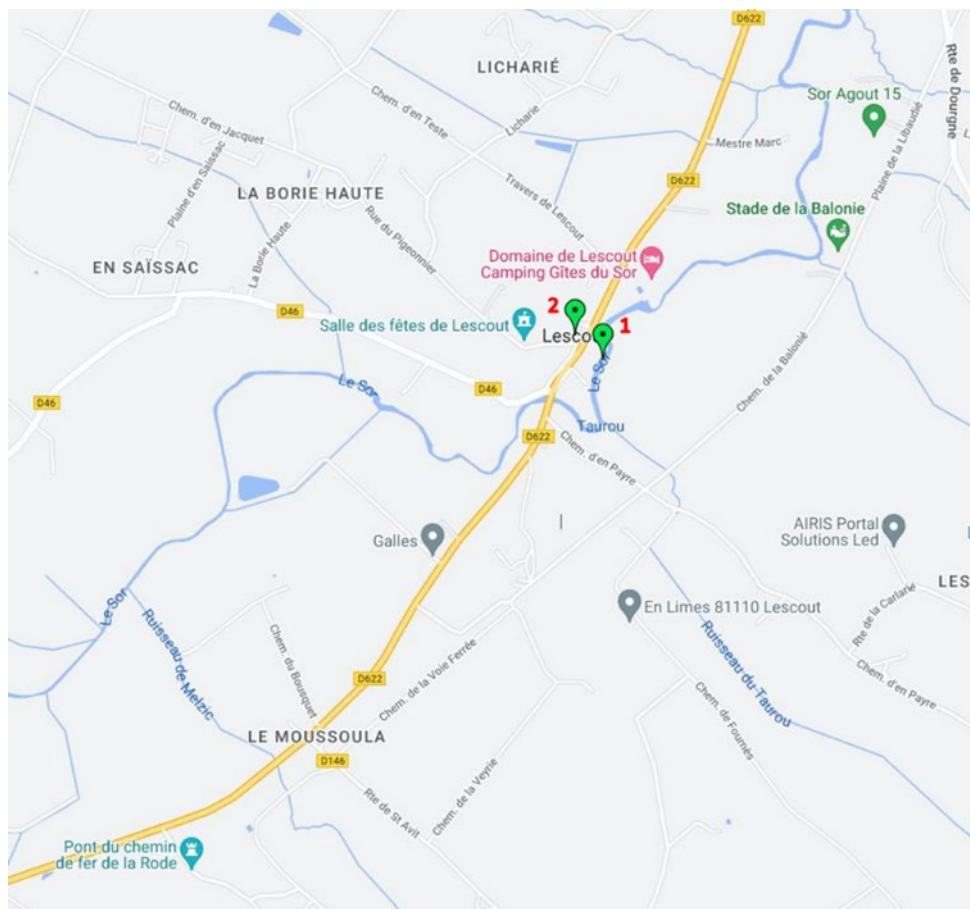 D622
LICHARIÉ
Sor Agout 15
Rte de Dourgne
Chem. d'en Jacquet
Chem. d'en Teste
Licharie
Mestre Marc
Plaine de la Libaudié
Plaine d'en Saïssac
LA BORIE HAUTE
D622
Travers de Lescout
Stade de la Balonie
Rue du Pigeonnier
La Borie Haute
EN SAÏSSAC
Domaine de Lescout
Camping Gîtes du Sor
2
1
D46
Salle des fêtes de Lescout
Lescou
Le Sor
Chem. de la Balonié
Le Sor
D46
D46
Taurou
D622
Chem. d'en Payre
Galles
AIRIS Portal
Solutions Led
LES
Le Sor
Ruisseau de Melzic
En Limes 81110 Lescout
Rte de la Carlarié
Ruisseau du Taurou
Chem. du Bousquet
Chem. de la Voie Ferrée
D622
Chem. d'en Payre
Chem. de Fournès
LE MOUSSOULA
D146
Rte de St Avit
Chem. de la Veyrie
Pont du chemin
de fer de la Rode